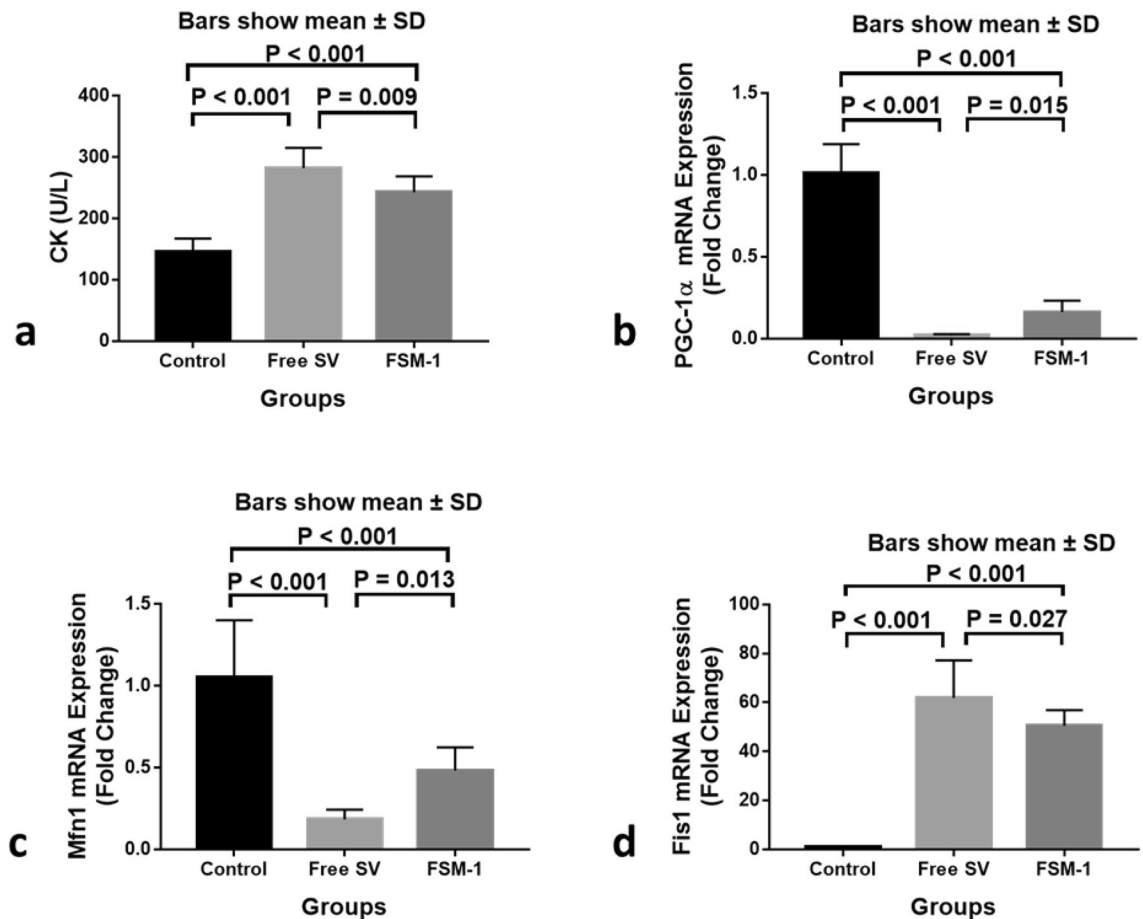 Bars show mean ± SD
P < 0.001
P < 0.001
P = 0.009
400
300
200
100
0
CK (U/L)
Control
Free SV
FSM-1
Groups
a
Bars show mean ± SD
P < 0.001
P < 0.001
P = 0.015
1.5
1.0
0.5
0.0
PGC-1α mRNA Expression
(Fold Change)
Control
Free SV
FSM-1
Groups
b
Bars show mean ± SD
P < 0.001
P < 0.001
P = 0.013
1.5
1.0
0.5
0.0
Mfn1 mRNA Expression
(Fold Change)
Control
Free SV
FSM-1
Groups
c
Bars show mean ± SD
P < 0.001
P < 0.001
P = 0.027
100
80
60
40
20
0
Fis1 mRNA Expression
(Fold Change)
Control
Free SV
FSM-1
Groups
d